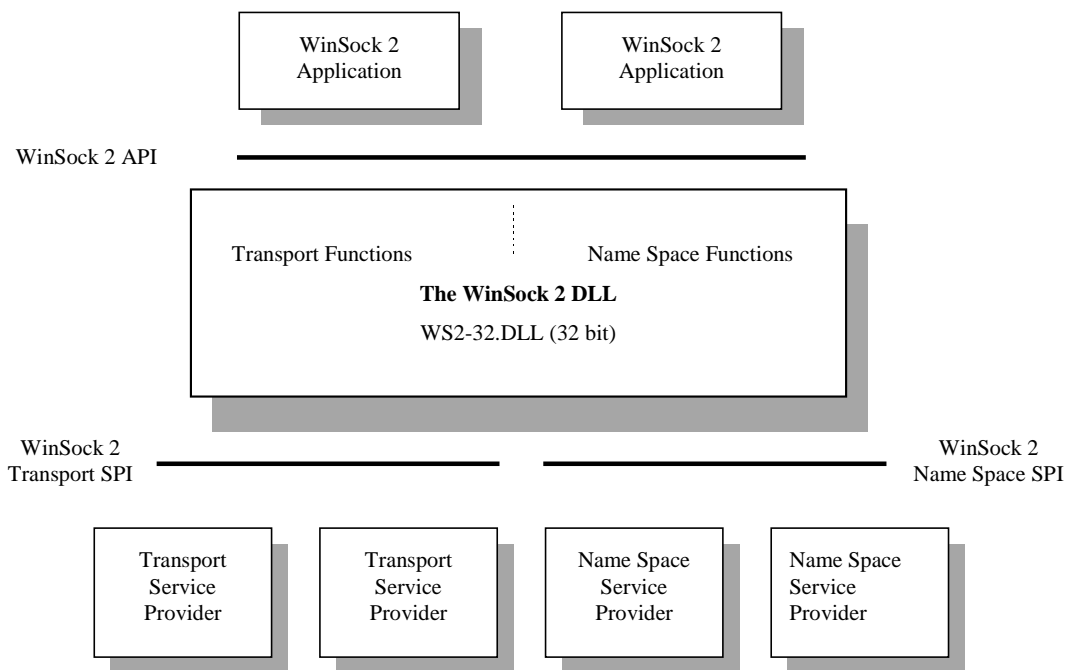 WinSock 2
Application
WinSock 2
Application
WinSock 2 API
Transport Functions
Name Space Functions
The WinSock 2 DLL
WS2-32.DLL (32 bit)
WinSock 2
Transport SPI
WinSock 2
Name Space SPI
Transport
Service
Provider
Transport
Service
Provider
Name Space
Service
Provider
Name Space
Service
Provider